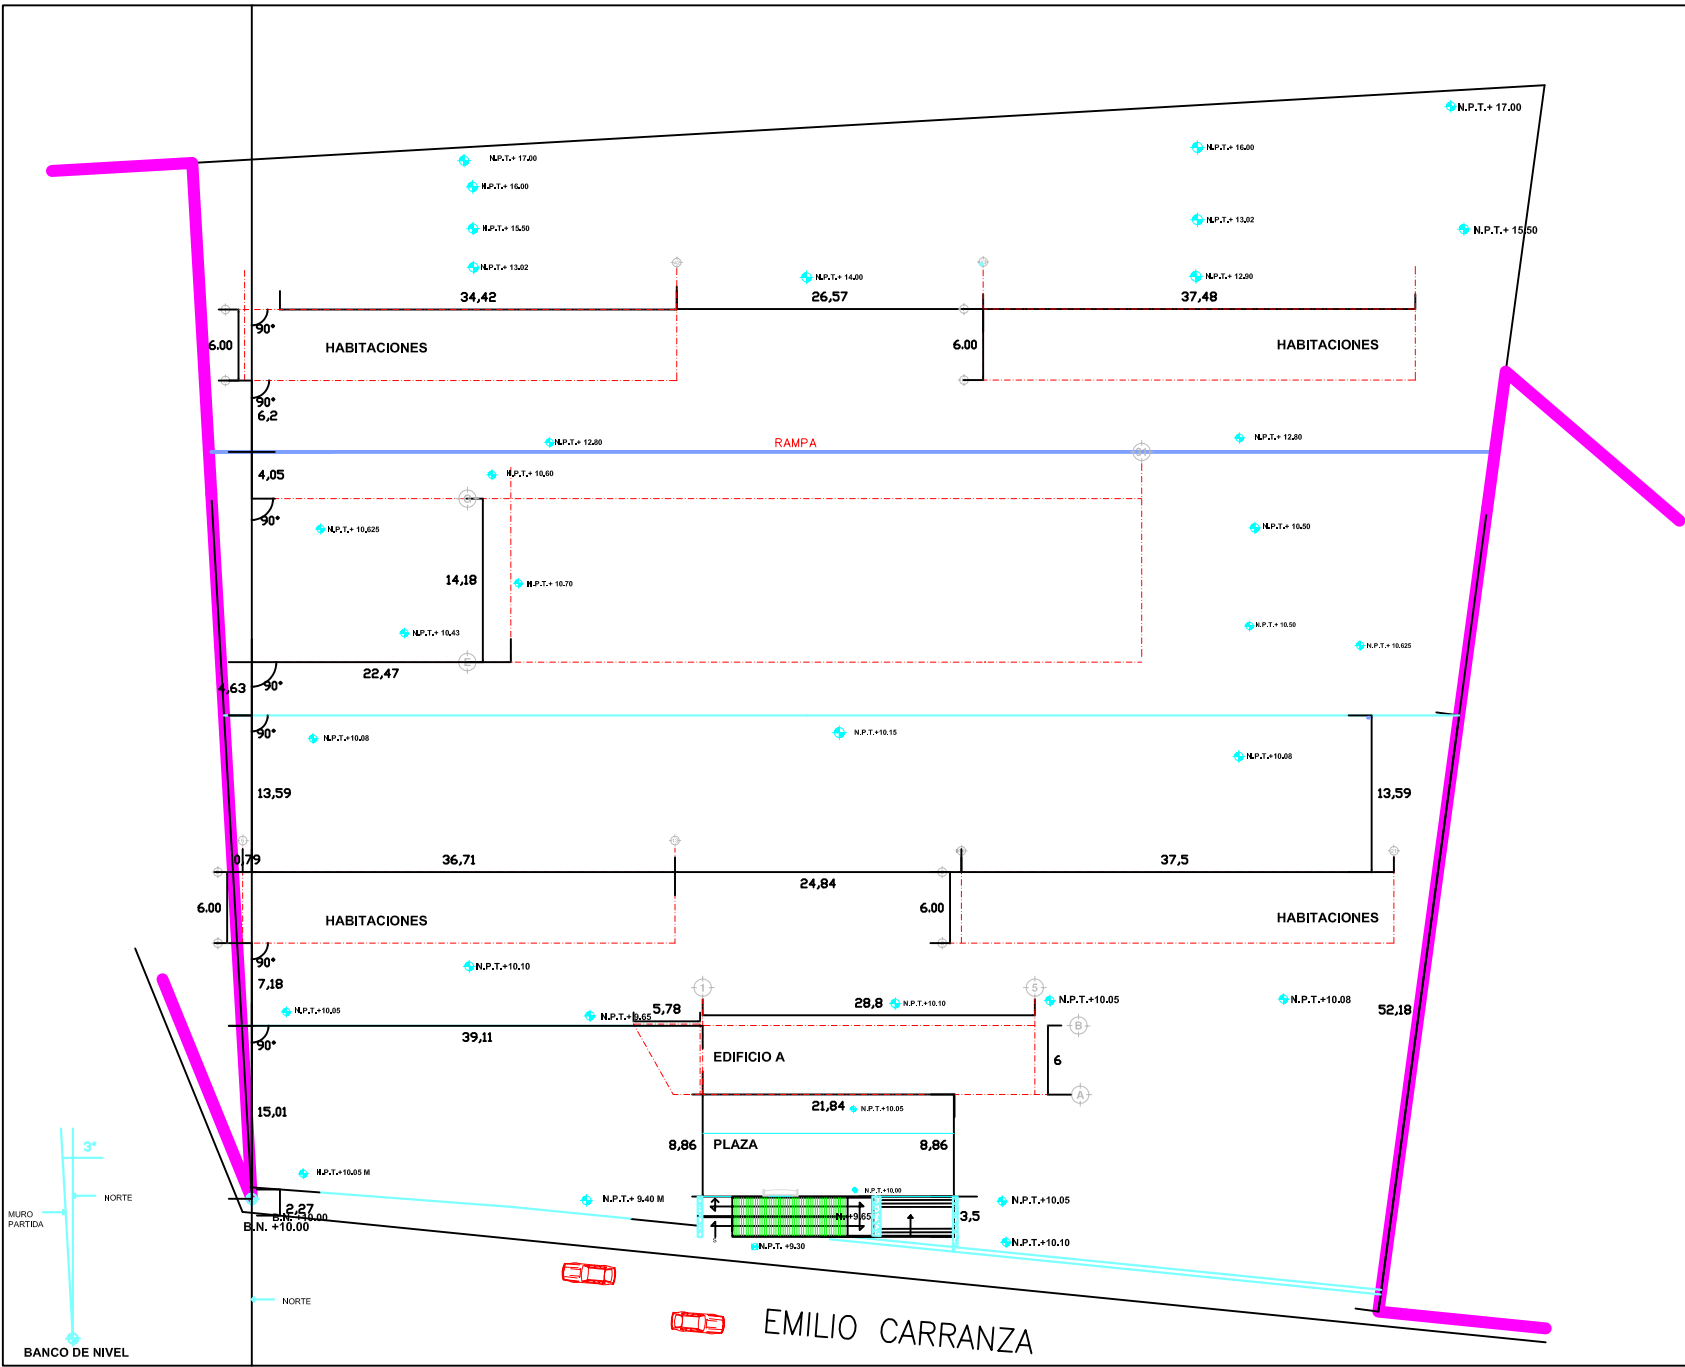 N.P.T.+ 17.00
N.P.T.+ 16.00
N.P.T.+ 17.00
N.P.T.+ 16.00
N.P.T.+ 13.02
N.P.T.+ 15.50
N.P.T.+ 15.50
N.P.T.+ 13.02
N.P.T.+ 14.00
N.P.T.+ 12.90
34,42
26,57
37,48
90°
6.00
HABITACIONES
6.00
HABITACIONES
90°
6,2
N.P.T.+ 12.80
RAMPA
N.P.T.+ 12.80
4,05
N.P.T.+ 10.60
90°
N.P.T.+ 10.625
N.P.T.+ 10.50
14,18
N.P.T.+ 10.70
N.P.T.+ 10.43
N.P.T.+ 10.50
N.P.T.+ 10.625
E
22,47
4,63
90°
90°
N.P.T.+10.08
N.P.T.+10.15
N.P.T.+10.08
13,59
13,59
0,79
36,71
24,84
37,5
6.00
HABITACIONES
6.00
HABITACIONES
90°
7,18
N.P.T.+10.10
1
5
N.P.T.+10.05
N.P.T.+ 9.65
5,78
28,8
N.P.T.+10.10
N.P.T.+10.05
N.P.T.+10.08
52,18
90°
39,11
EDIFICIO A
B
6
A
15,01
21,84
N.P.T.+10.05
8,86
PLAZA
8,86
3°
N.P.T.+10.05 M
N.P.T.+ 9.40 M
N.P.T.+10.00
N.P.T.+10.05
NORTE
MURO
PARTIDA
2,27
B.N. +10.00
B.N. +10.00
N.+9.65
3,5
N.P.T. +9.30
N.P.T.+10.10
NORTE
EMILIO CARRANZA
BANCO DE NIVEL